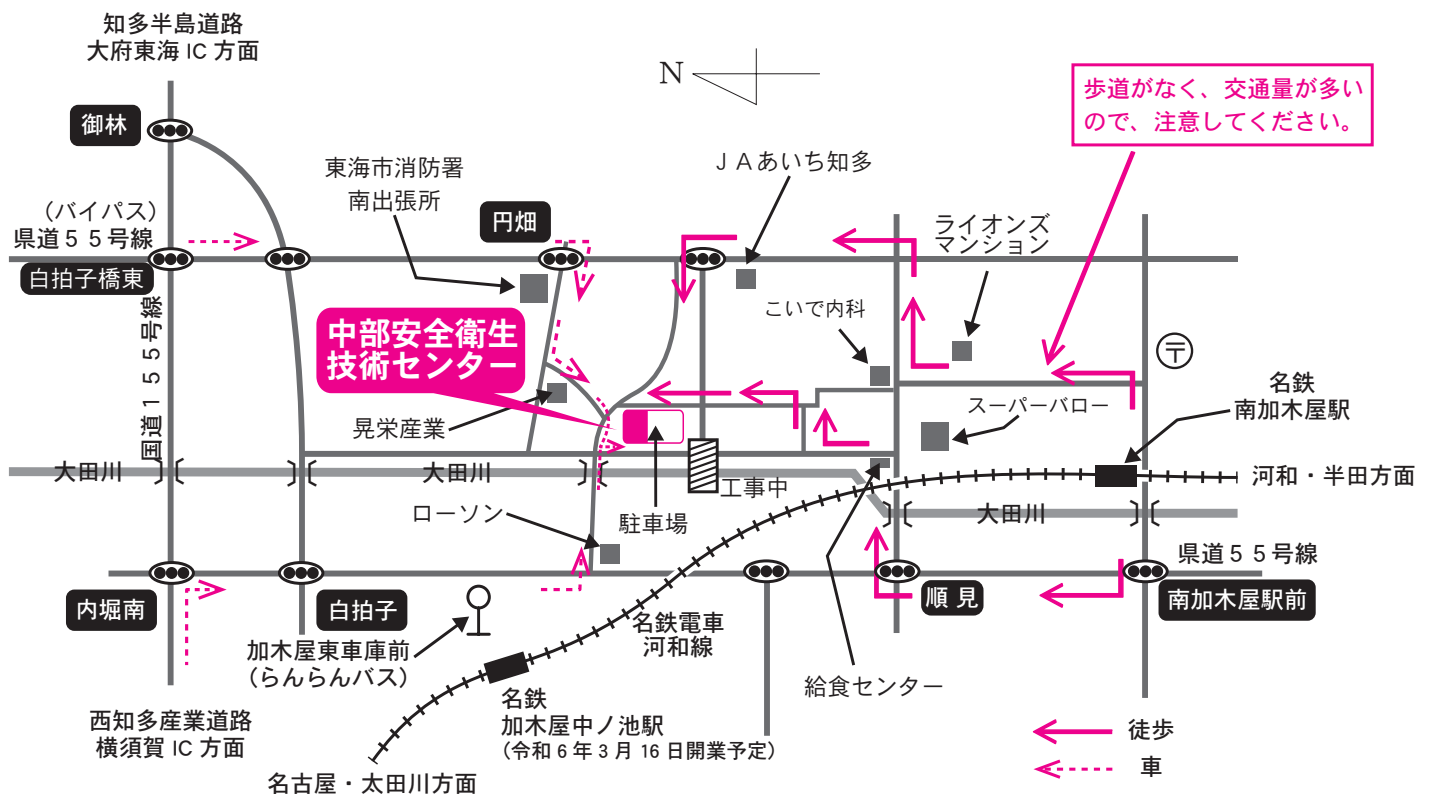 知多半島道路
大府東海 IC 方面
N
歩道がなく、交通量が多い
ので、注意してください。
御林
東海市消防署
南出張所
ＪＡあいち知多
（バイパス）
県道５５号線
円畑
ライオンズ
マンション
白拍子橋東
国道１５５号線
中部安全衛生
技術センター
こいで内科
〒
名鉄
南加木屋駅
スーパーバロー
晃栄産業
大田川
大田川
工事中
河和・半田方面
ローソン
駐車場
大田川
県道５５号線
内堀南
白拍子
順見
南加木屋駅前
加木屋東車庫前
（らんらんバス）
名鉄電車
河和線
給食センター
名鉄
加木屋中ノ池駅
（令和 6 年 3 月 16 日開業予定）
西知多産業道路
横須賀 IC 方面
名古屋・太田川方面
徒歩
車